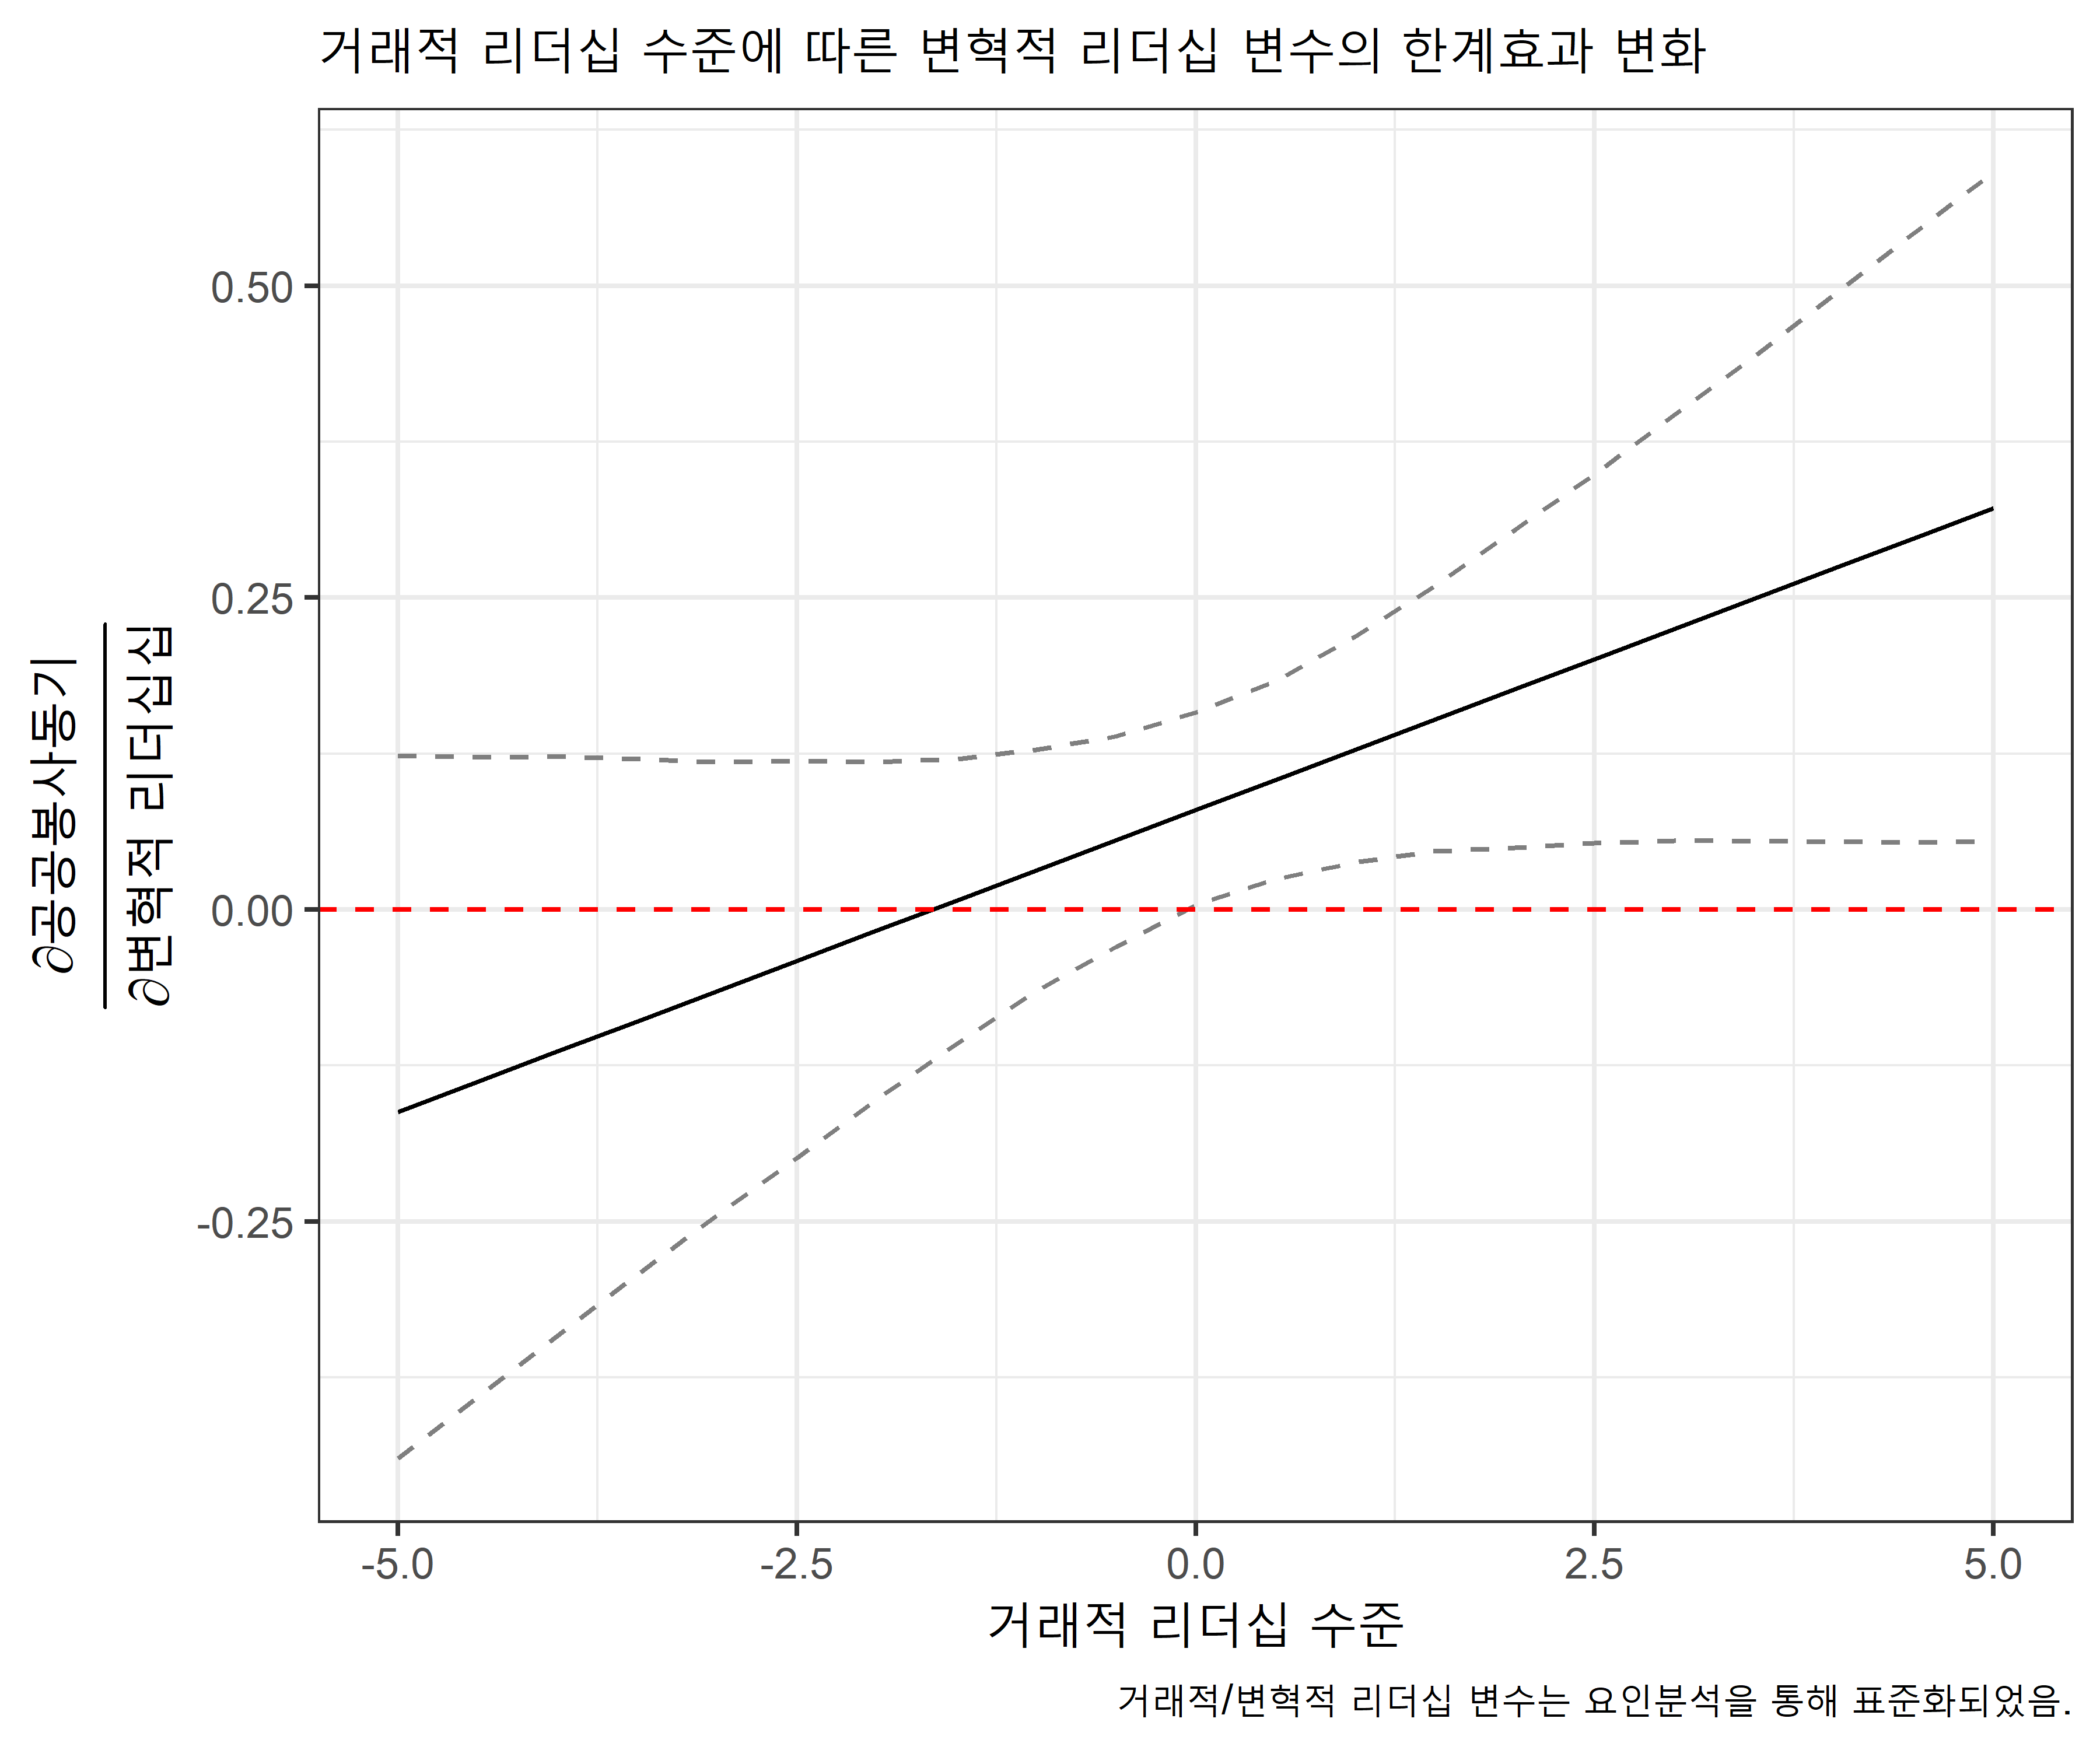 거래적 리더십 수준에 따른 변혁적 리더십 변수의 한계효과 변화
∂공공봉사동기
∂변혁적 리더십십
0.50
0.25
0.00
-0.25
-5.0 -2.5 0.0 2.5 5.0
거래적 리더십 수준
거래적/변혁적 리더십 변수는 요인분석을 통해 표준화되었음.